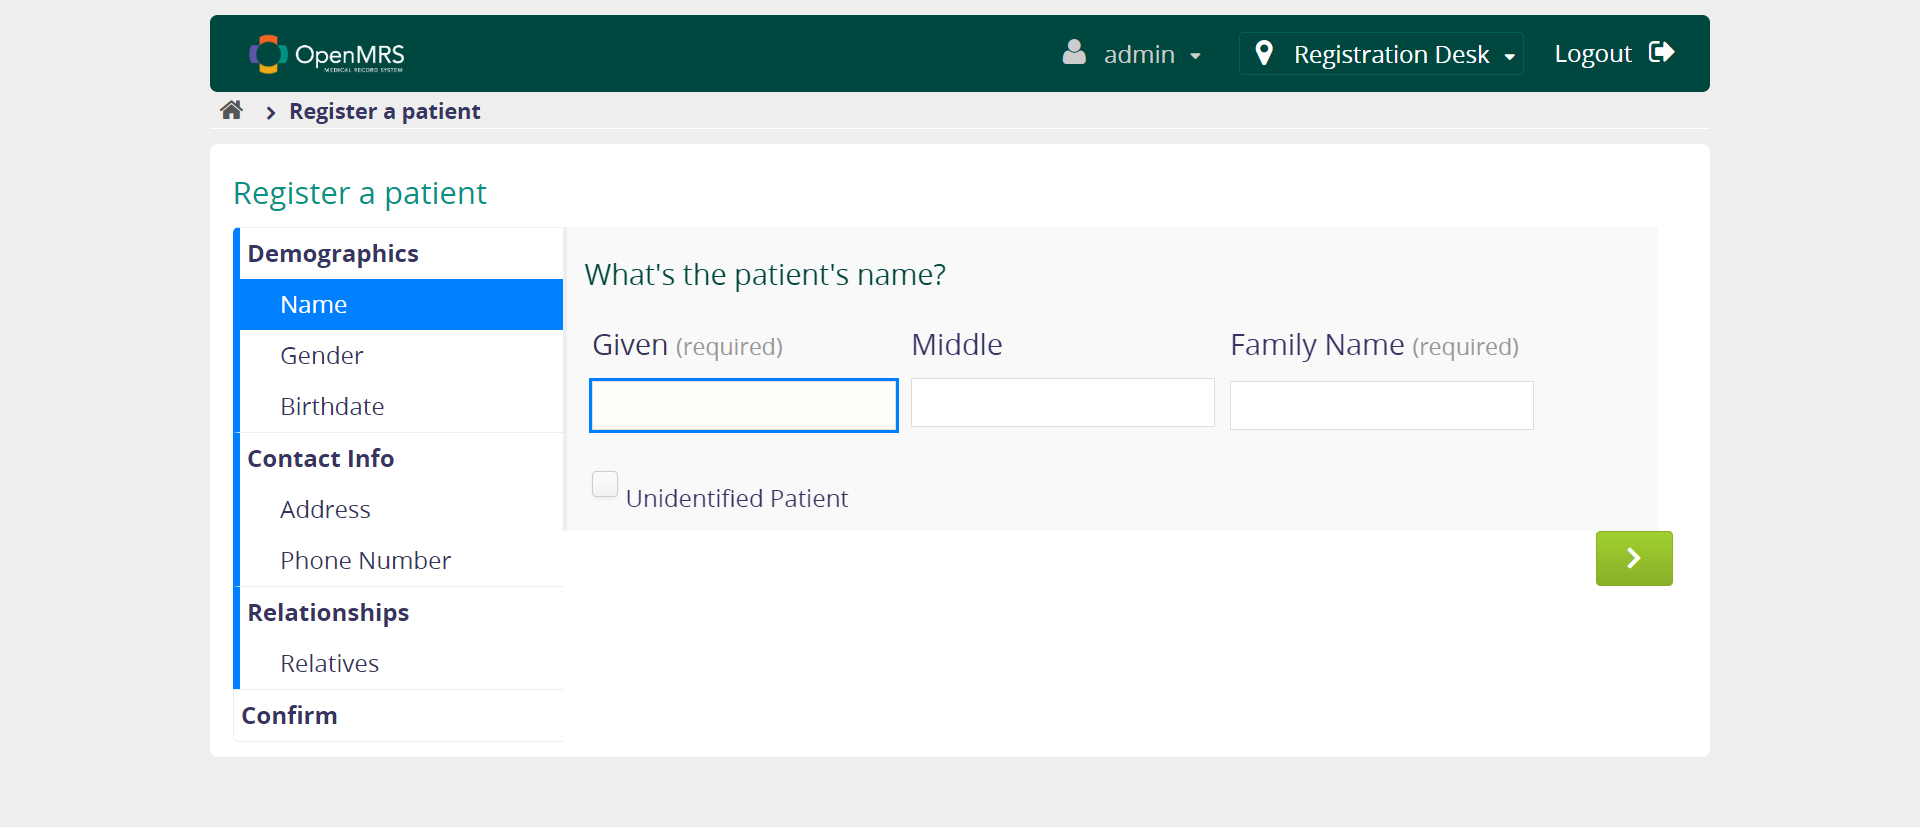 OpenMRS
MEDICAL RECORD SYSTEM
admin
Registration Desk
Logout
Register a patient
Register a patient
Demographics
Name
Gender
Birthdate
Contact Info
Address
Phone Number
Relationships
Relatives
Confirm
What's the patient's name?
Given (required)
Middle
Family Name (required)
Unidentified Patient